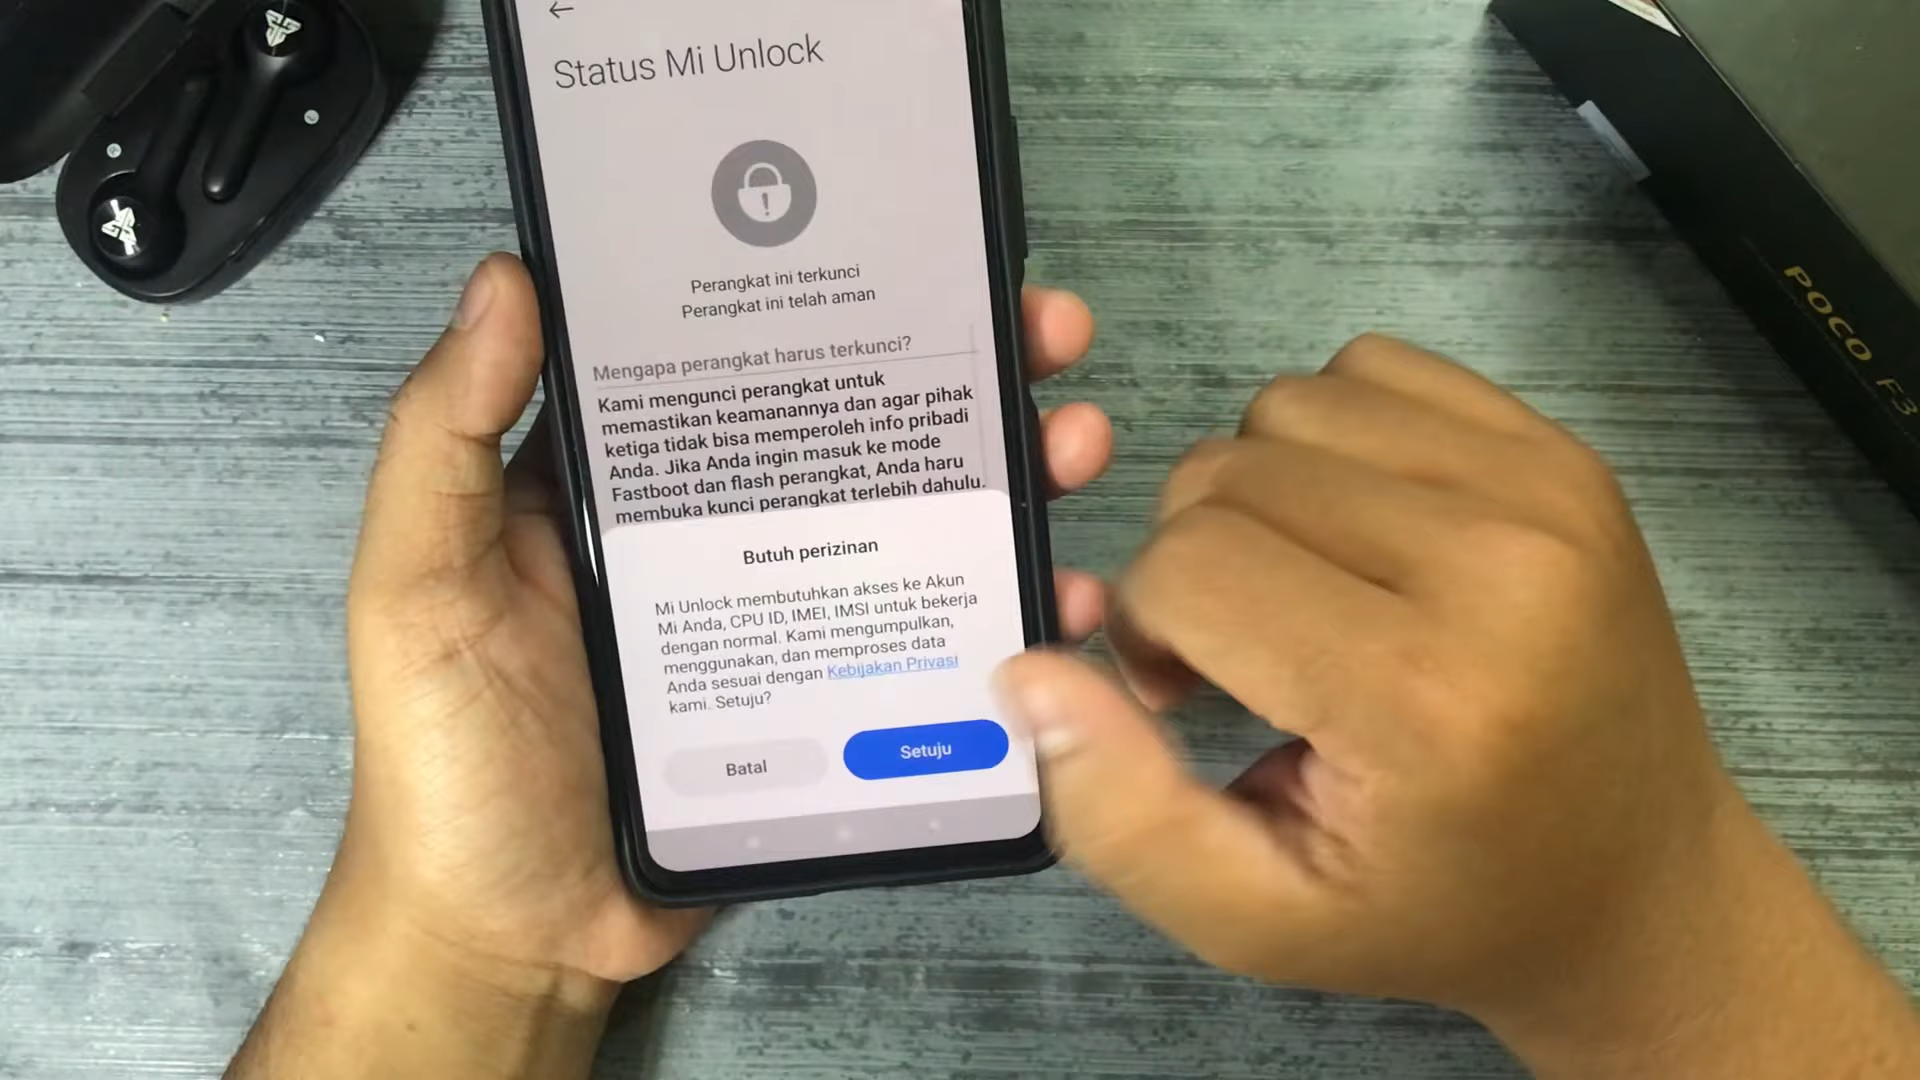 Status Mi Unlock
Perangkat ini terkunci
Perangkat ini telah aman
Mengapa perangkat harus terkunci?
Kami mengunci perangkat untuk
memastikan keamanannya dan agar pihak
ketiga tidak bisa memperoleh info pribadi
Anda. Jika Anda ingin masuk ke mode
Fastboot dan flash perangkat, Anda haru
membuka kunci perangkat terlebih dahulu.
Butuh perizinan
Mi Unlock membutuhkan akses ke Akun
Mi Anda, CPU ID, IMEI, IMSI untuk bekerja
dengan normal. Kami mengumpulkan,
menggunakan, dan memproses data
Anda sesuai dengan Kebijakan Privasi
kami. Setuju?
Batal
Setuju
POCO F3